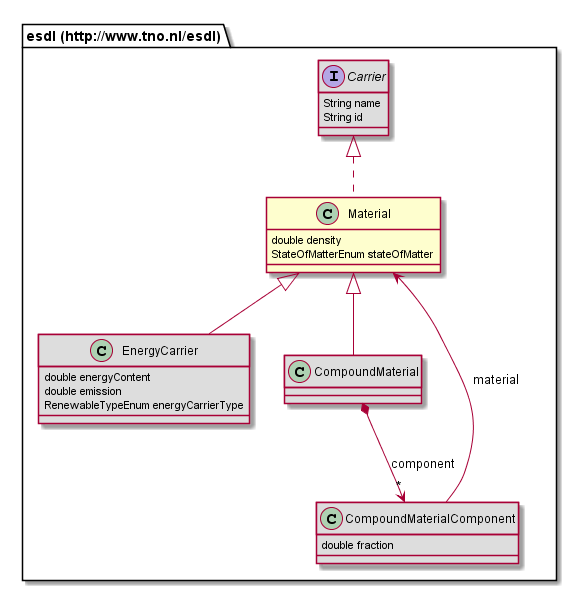 esdl (http://www.tno.nl/esdl)
I Carrier
String name
String id
C Material
double density
StateOfMatterEnum stateOfMatter
C EnergyCarrier
double energyContent
double emission
RenewableTypeEnum energyCarrierType
C CompoundMaterial
material
component
*
C CompoundMaterialComponent
double fraction